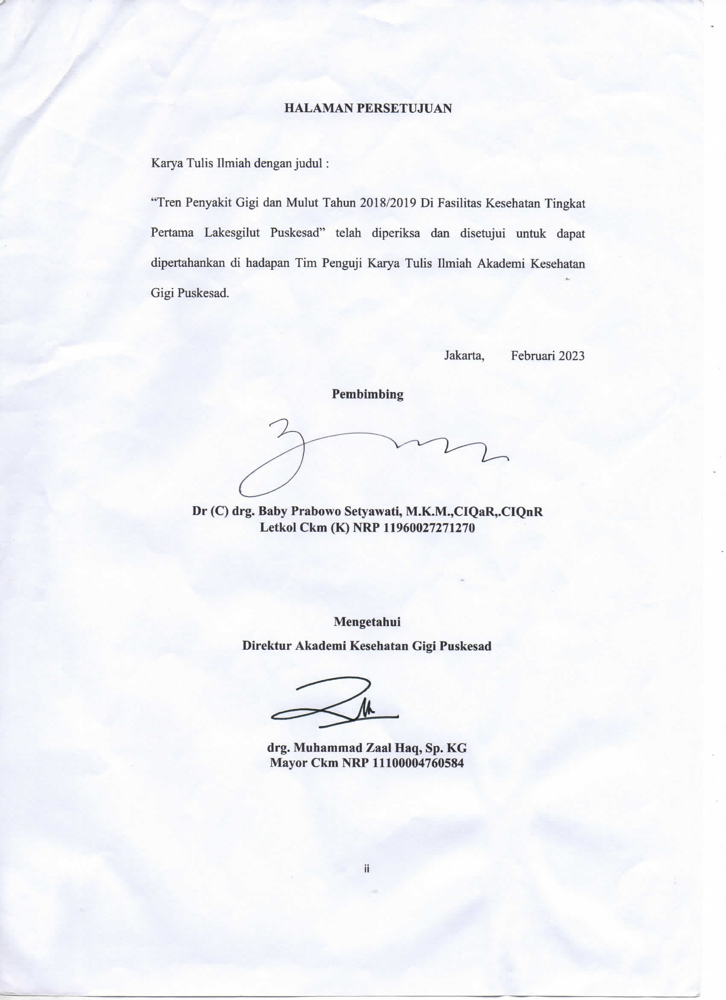 HALAMAN PERSETUJUAN
Karya Tulis Ilmiah dengan judul :
“Tren Penyakit Gigi dan Mulut Tahun 2018/2019 Di Fasilitas Kesehatan Tingkat
Pertama Lakesgilut Puskesad” telah diperiksa dan disetujui untuk dapat
dipertahankan di hadapan Tim Penguji Karya Tulis Ilmiah Akademi Kesehatan
Gigi Puskesad.
Jakarta, Februari 2023
Pembimbing
Dr (C) drg. Baby Prabowo Setyawati, M.K.M.,CIQaR,.CIQnR
Letkol Ckm (K) NRP 11960027271270
Mengetahui
Direktur Akademi Kesehatan Gigi Puskesad
drg. Muhammad Zaal Haq, Sp. KG
Mayor Ckm NRP 11100004760584
ii